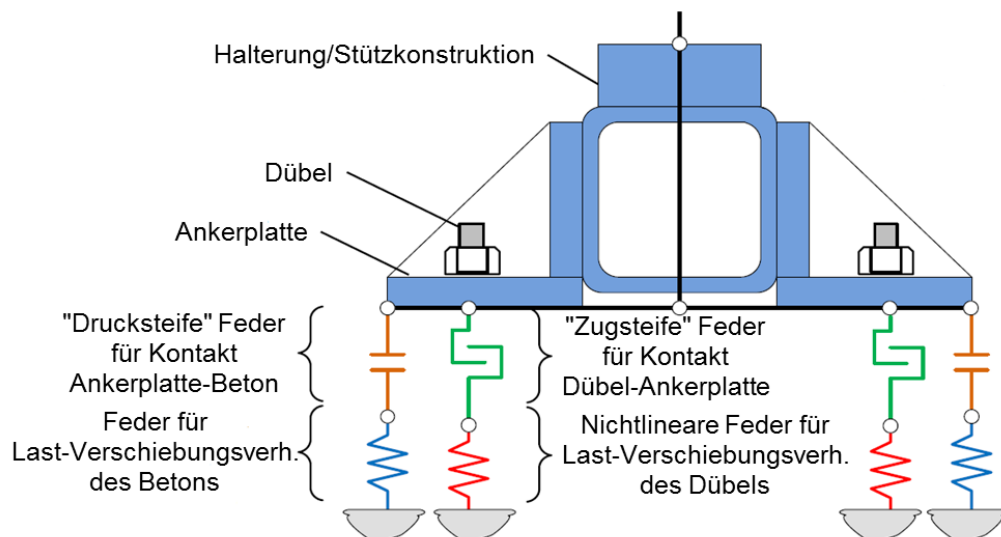 Halterung/Stützkonstruktion
Dübel
Ankerplatte
"Drucksteife" Feder
für Kontakt
Ankerplatte-Beton
"Zugsteife" Feder
für Kontakt
Dübel-Ankerplatte
Feder für
Last-Verschiebungsverh.
des Betons
Nichtlineare Feder für
Last-Verschiebungsverh.
des Dübels